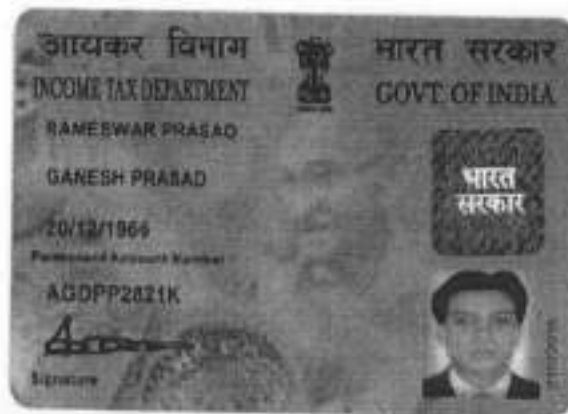 आयकर विभाग
भारत सरकार
INCOME TAX DEPARTMENT
GOVT. OF INDIA
RAMESWAR PRASAD
GANESH PRASAD
भारत
सरकार
20/12/1966
Permanent Account Number
AGDPP2821K
Signature